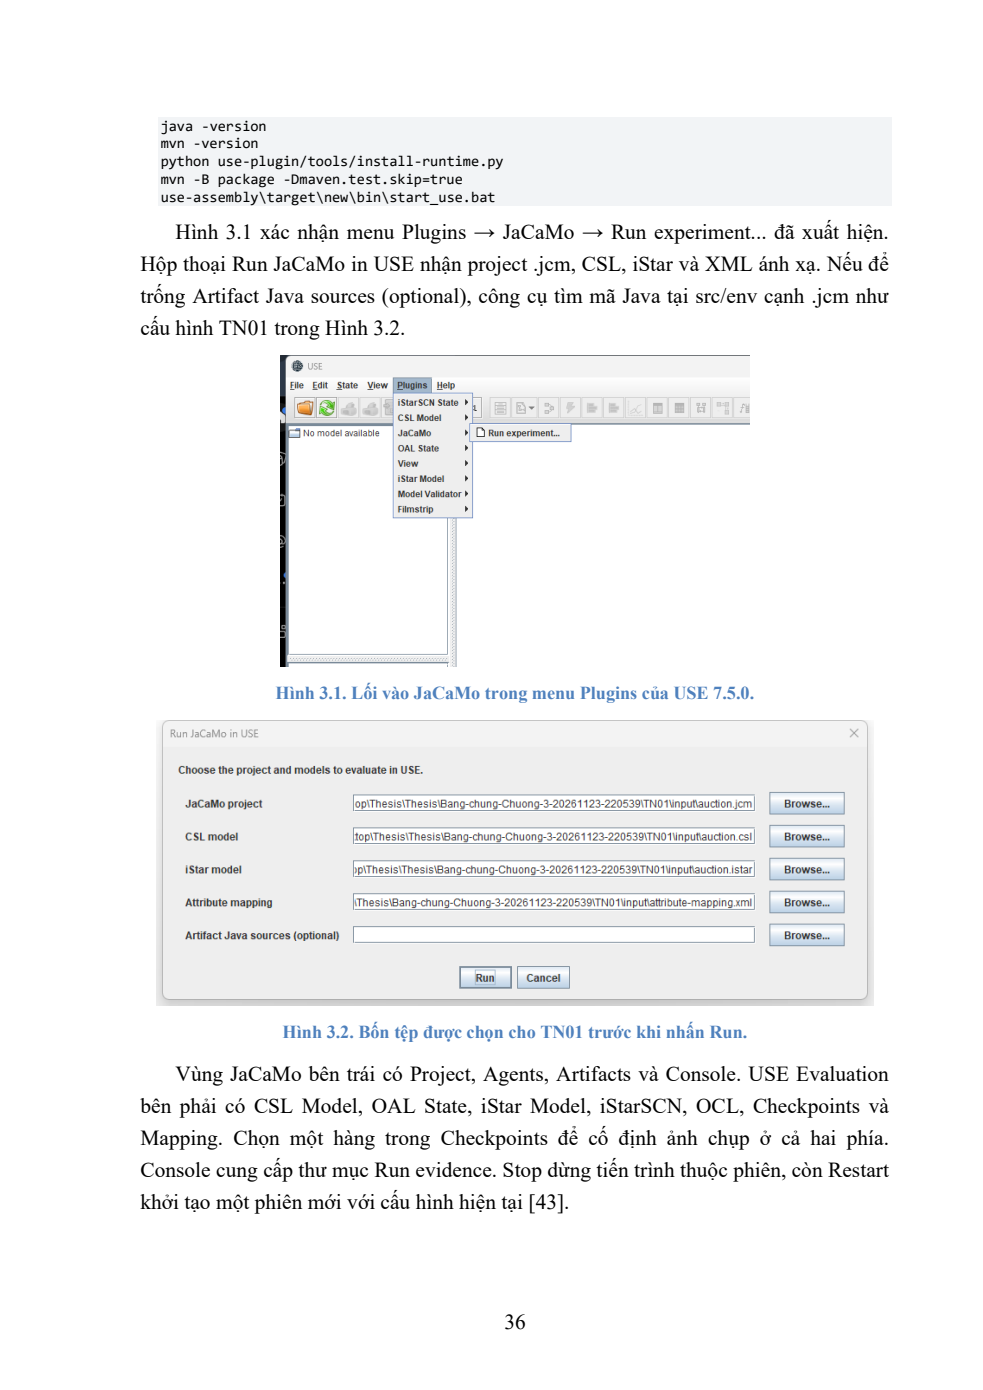 java -version
mvn -version
python use-plugin/tools/install-runtime.py
mvn -B package -Dmaven.test.skip=true
use-assembly\target\new\bin\start_use.bat
Hình 3.1 xác nhận menu Plugins → JaCaMo → Run experiment... đã xuất hiện.
Hộp thoại Run JaCaMo in USE nhận project .jcm, CSL, iStar và XML ánh xạ. Nếu để
trống Artifact Java sources (optional), công cụ tìm mã Java tại src/env cạnh .jcm như
cấu hình TN01 trong Hình 3.2.
USE
File Edit State View Plugins Help
iStarSCN State
CSL Model
No model available
JaCaMo
Run experiment...
OAL State
View
iStar Model
Model Validator
Filmstrip
Hình 3.1. Lối vào JaCaMo trong menu Plugins của USE 7.5.0.
Run JaCaMo in USE
Choose the project and models to evaluate in USE.
JaCaMo project op\Thesis\Thesis\Bang-chung-Chuong-3-20261123-220539\TN01\input\auction.jcm Browse...
CSL model top\Thesis\Thesis\Bang-chung-Chuong-3-20261123-220539\TN01\input\auction.csl Browse...
iStar model op\Thesis\Thesis\Bang-chung-Chuong-3-20261123-220539\TN01\input\auction.istar Browse...
Attribute mapping \Thesis\Bang-chung-Chuong-3-20261123-220539\TN01\input\attribute-mapping.xml Browse...
Artifact Java sources (optional) Browse...
Run Cancel
Hình 3.2. Bốn tệp được chọn cho TN01 trước khi nhấn Run.
Vùng JaCaMo bên trái có Project, Agents, Artifacts và Console. USE Evaluation
bên phải có CSL Model, OAL State, iStar Model, iStarSCN, OCL, Checkpoints và
Mapping. Chọn một hàng trong Checkpoints để cố định ảnh chụp ở cả hai phía.
Console cung cấp thư mục Run evidence. Stop dừng tiến trình thuộc phiên, còn Restart
khởi tạo một phiên mới với cấu hình hiện tại [43].
36